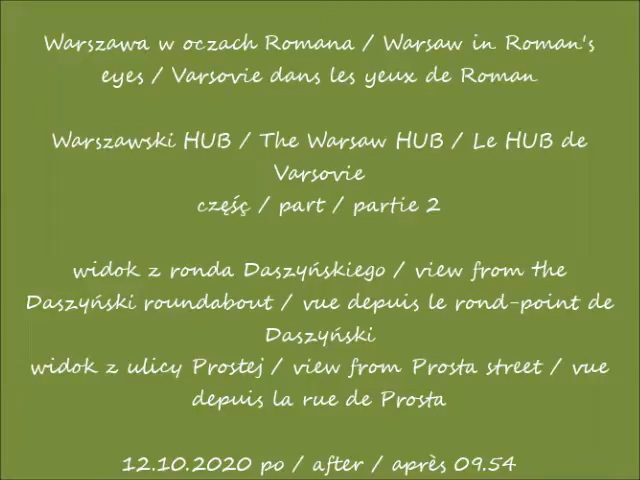 Warszawa w oczach Romana / Warsaw in Roman's
eyes / Varsovie dans les yeux de Roman
Warszawski HUB / The Warsaw HUB / Le HUB de
Varsovie
częśç / part / partie 2
widok z ronda Daszyńskiego / view from the
Daszyński roundabout / vue depuis le rond-point de
Daszyński
widok z ulicy Prostej / view from Prosta street / vue
depuis la rue de Prosta
12.10.2020 po / after / après 09.54